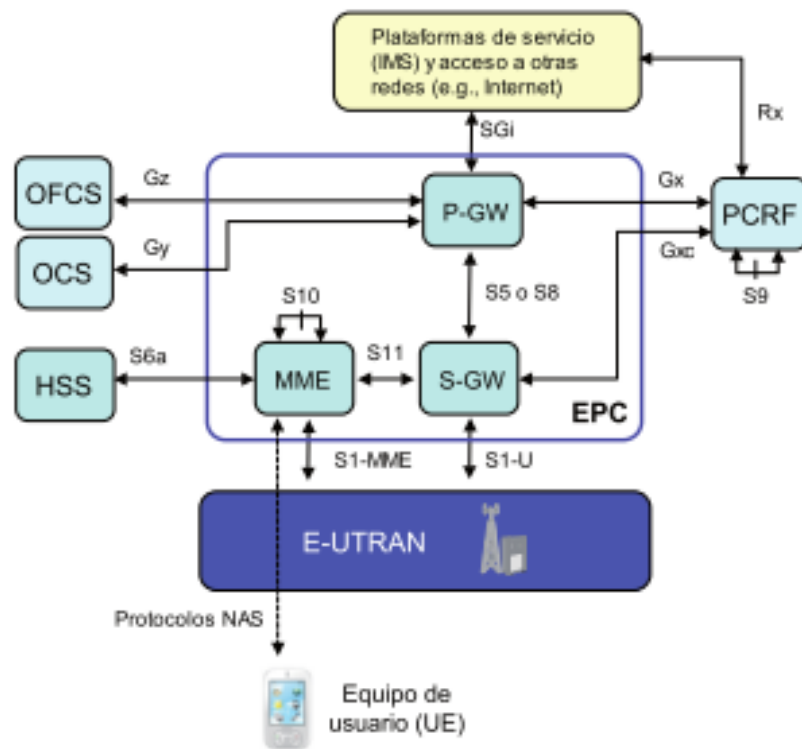 Plataformas de servicio
(IMS) y acceso a otras
redes (e.g., Internet)
SGi
Rx
OFCS
Gz
P-GW
Gx
PCRF
OCS
Gy
Gxc
S9
S10
S5 o S8
HSS
S6a
MME
S11
S-GW
EPC
S1-MME
S1-U
E-UTRAN
Protocolos NAS
Equipo de
usuario (UE)